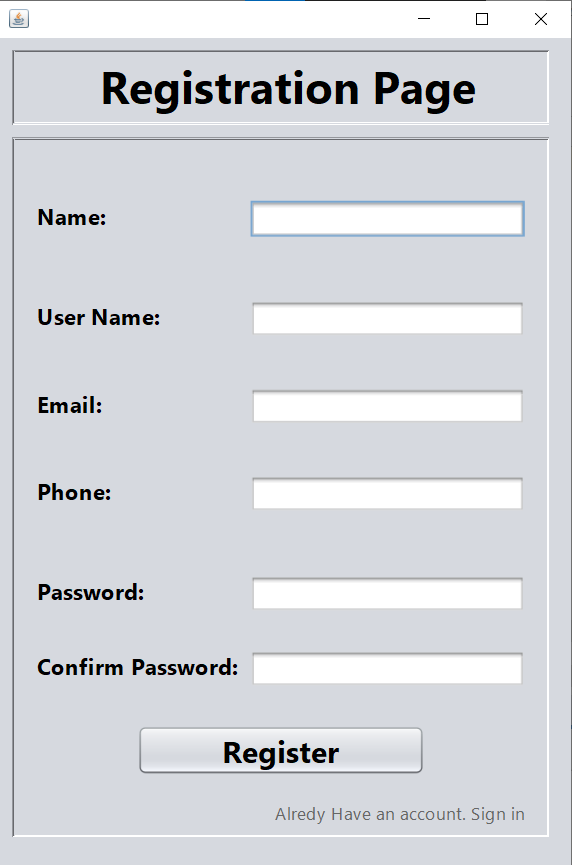 Registration Page
Name:
User Name:
Email:
Phone:
Password:
Confirm Password:
Register
Alredy Have an account. Sign in